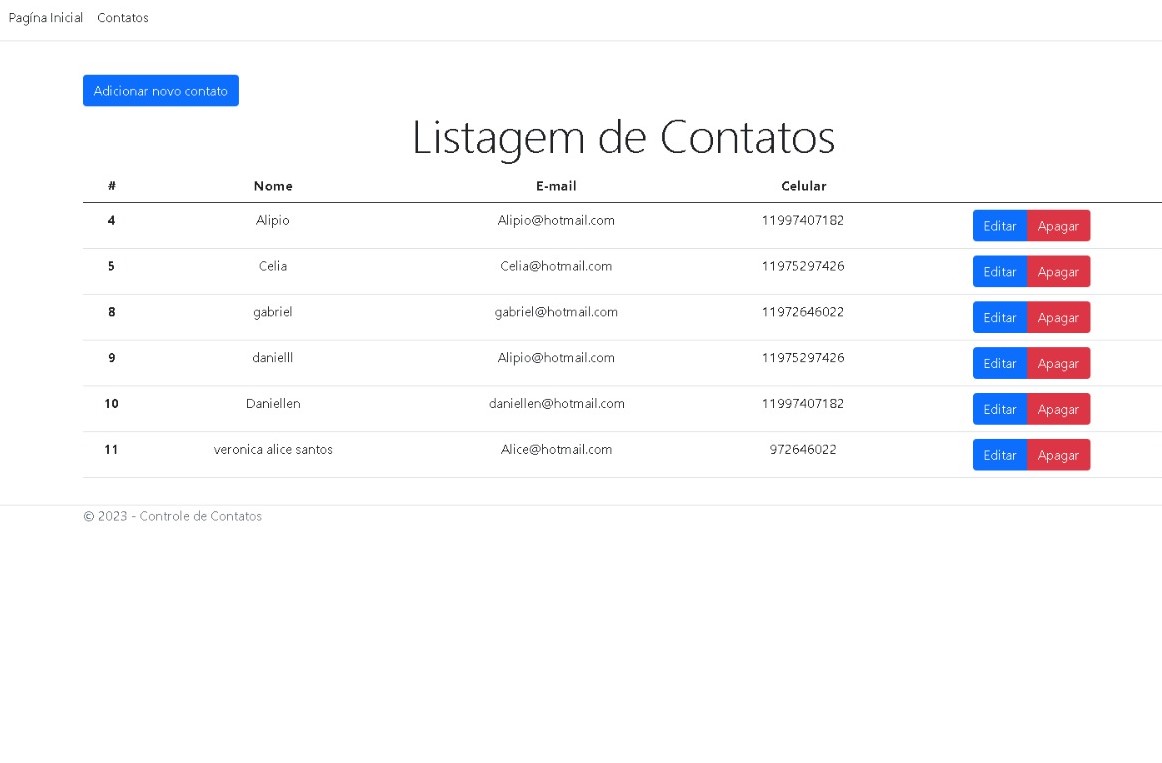 Pagína Inicial Contatos
Adicionar novo contato
Listagem de Contatos
# Nome E-mail Celular
4 Alipio Alipio@hotmail.com 11997407182 Editar Apagar
5 Celia Celia@hotmail.com 11975297426 Editar Apagar
8 gabriel gabriel@hotmail.com 11972646022 Editar Apagar
9 danielll Alipio@hotmail.com 11975297426 Editar Apagar
10 Daniellen daniellen@hotmail.com 11997407182 Editar Apagar
11 veronica alice santos Alice@hotmail.com 972646022 Editar Apagar
© 2023 - Controle de Contatos